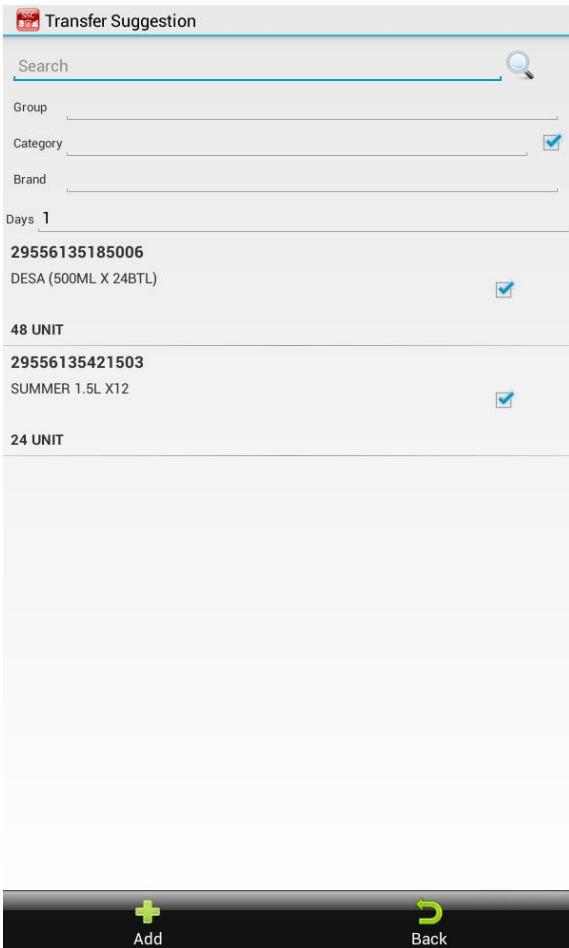 SSC
Transfer Suggestion
Search
Group
Category
Brand
Days 1
29556135185006
DESA (500ML X 24BTL)
48 UNIT
29556135421503
SUMMER 1.5L X12
24 UNIT
Add
Back